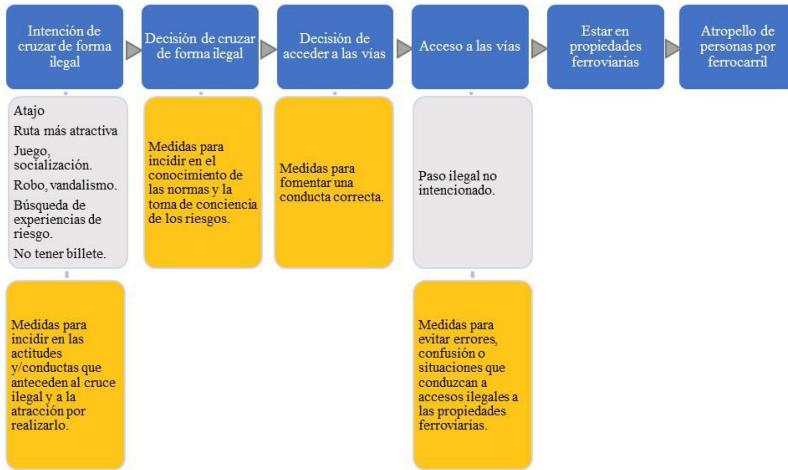 Intención de
cruzar de forma
ilegal
Decisión de cruzar
de forma ilegal
Decisión de
acceder a las vías
Acceso a las vías
Estar en
propiedades
ferroviarias
Atropello de
personas por
ferrocarril
Atajo
Ruta más atractiva
Juego,
socialización.
Robo, vandalismo.
Búsqueda de
experiencias de
riesgo.
No tener billete.
Medidas para
incidir en el
conocimiento de
las normas y la
toma de conciencia
de los riesgos.
Medidas para
fomentar una
conducta correcta.
Paso ilegal no
intencionado.
Medidas para
incidir en las
actitudes
y/conductas que
anteceden al cruce
ilegal y a la
atracción por
realizarlo.
Medidas para
evitar errores,
confusión o
situaciones que
conduzcan a
accesos ilegales a
las propiedades
ferroviarias.